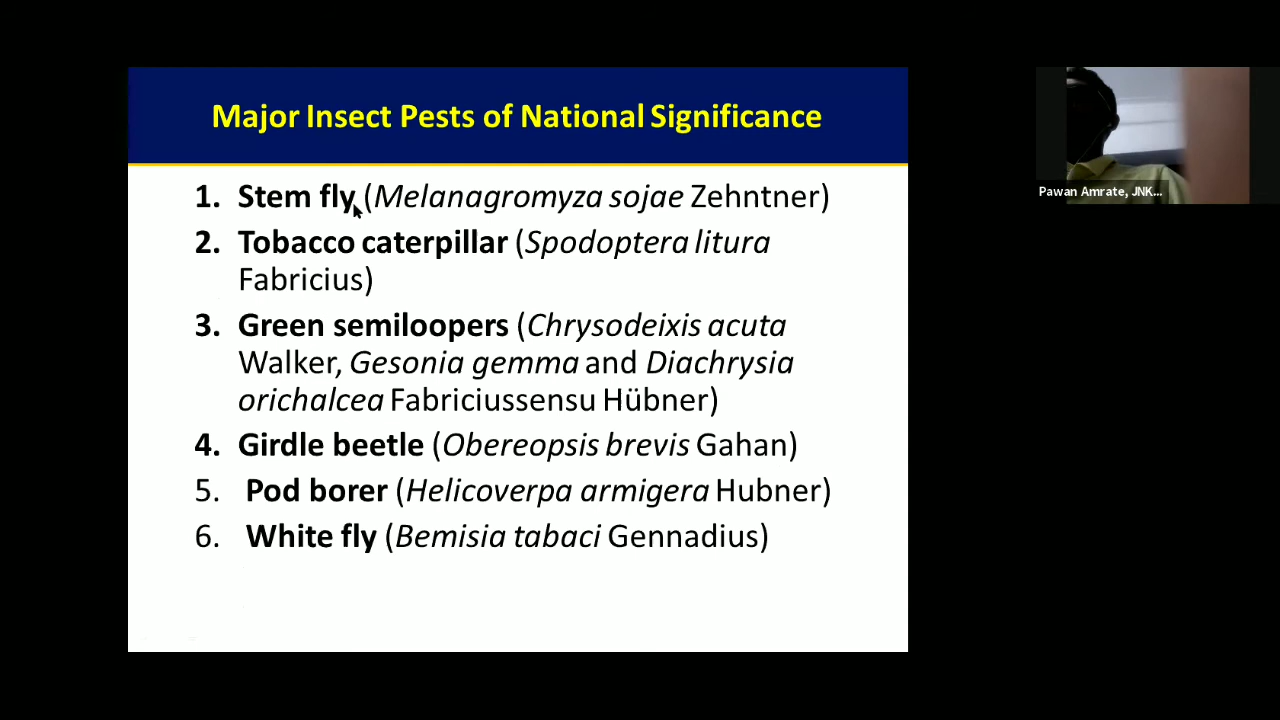 Major Insect Pests of National Significance
1. Stem fly (Melanagromyza sojae Zehntner)
2. Tobacco caterpillar (Spodoptera litura
Fabricius)
3. Green semiloopers (Chrysodeixis acuta
Walker, Gesonia gemma and Diachrysia
orichalcea Fabriciussensu Hübner)
4. Girdle beetle (Obereopsis brevis Gahan)
5. Pod borer (Helicoverpa armigera Hubner)
6. White fly (Bemisia tabaci Gennadius)
Pawan Amrate, JNK...